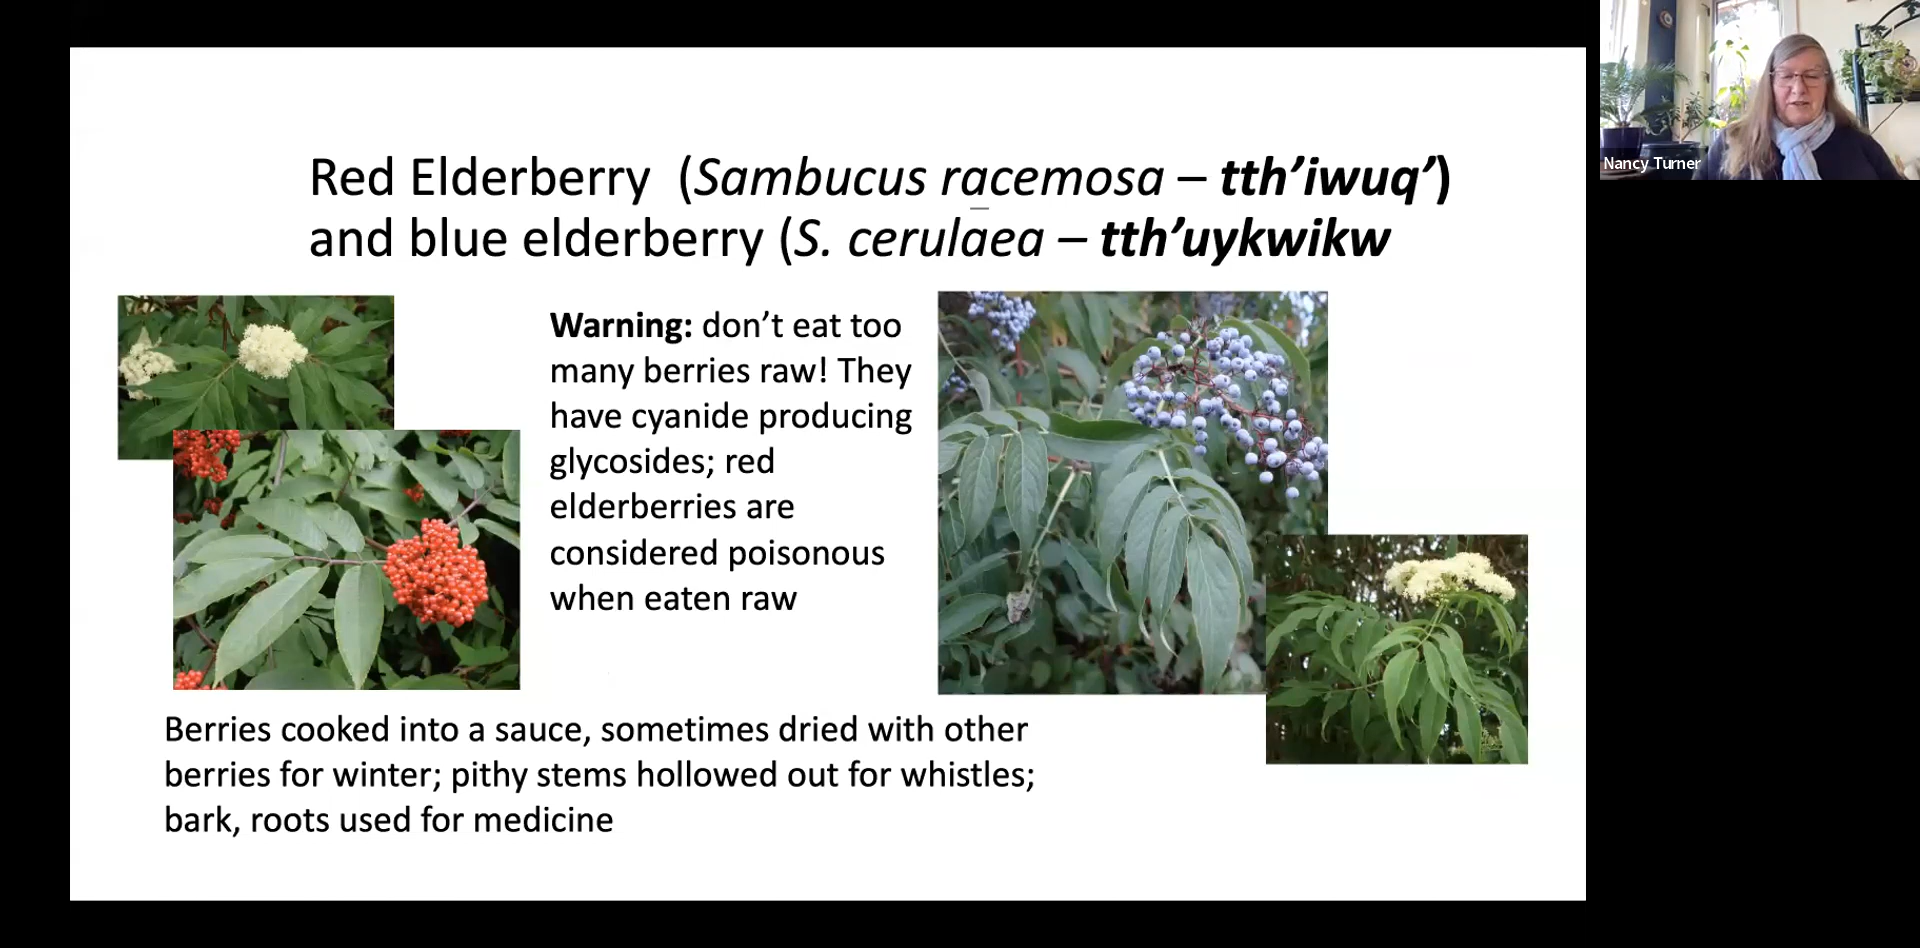 Red Elderberry (Sambucus racemosa – tth’iwuq’)
and blue elderberry (S. cerulaea – tth’uykwikw
Warning: don’t eat too
many berries raw! They
have cyanide producing
glycosides; red
elderberries are
considered poisonous
when eaten raw
Berries cooked into a sauce, sometimes dried with other
berries for winter; pithy stems hollowed out for whistles;
bark, roots used for medicine
Nancy Turner